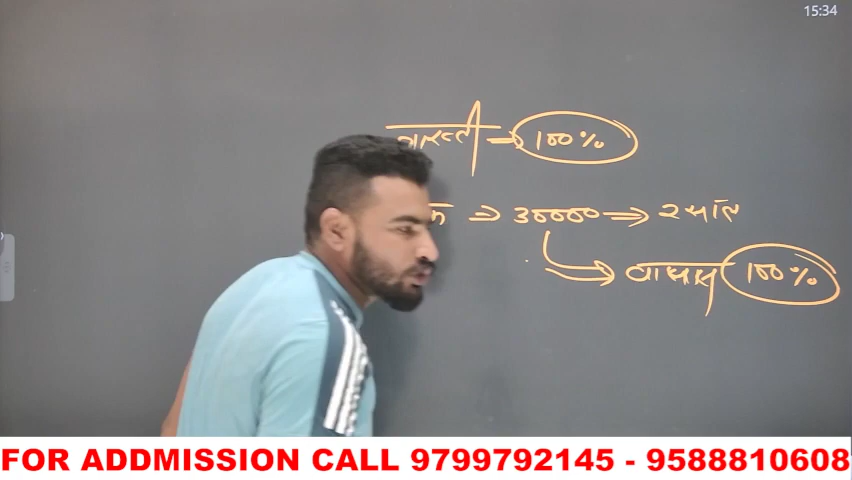 15:34
गारन्टी → 100%
⇒ 30000 ⇒ 2 साल
⇒ वापस 100%
FOR ADDMISSION CALL 9799792145 - 9588810608